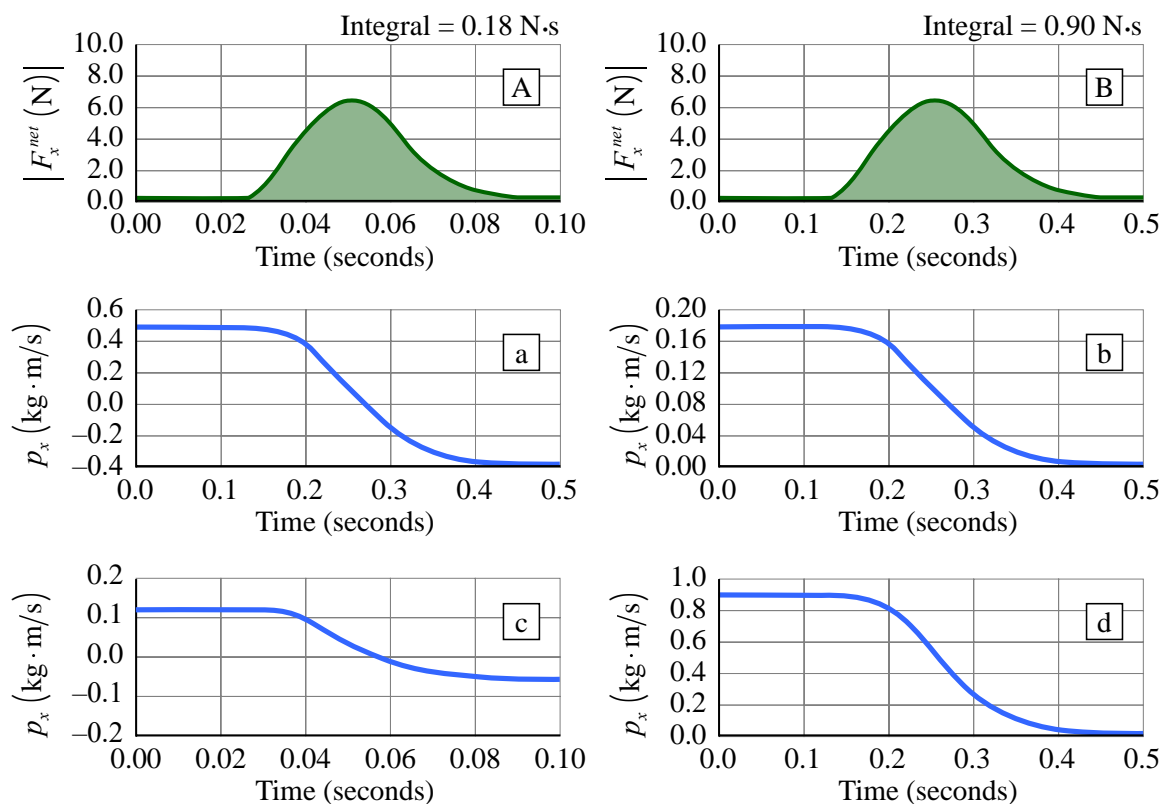 Integral = 0.18 N·s
|F_x^net (N)|
10.0
8.0
6.0
4.0
2.0
0.0
A
0.00 0.02 0.04 0.06 0.08 0.10
Time (seconds)
Integral = 0.90 N·s
|F_x^net (N)|
10.0
8.0
6.0
4.0
2.0
0.0
B
0.0 0.1 0.2 0.3 0.4 0.5
Time (seconds)
p_x (kg · m/s)
0.6
0.4
0.2
0.0
–0.2
–0.4
a
0.0 0.02 0.2 0.3 0.08 0.5
Time (seconds)
p_x (kg · m/s)
0.20
0.16
0.12
0.08
0.04
0.00
b
0.0 0.1 0.2 0.3 0.4 0.5
Time (seconds)
p_x (kg · m/s)
0.2
0.1
0.0
–0.1
–0.2
c
0.00 0.02 0.04 0.06 0.08 0.10
Time (seconds)
p_x (kg · m/s)
1.0
0.8
0.6
0.4
0.2
0.0
d
0.0 0.1 0.2 0.3 0.4 0.5
Time (seconds)